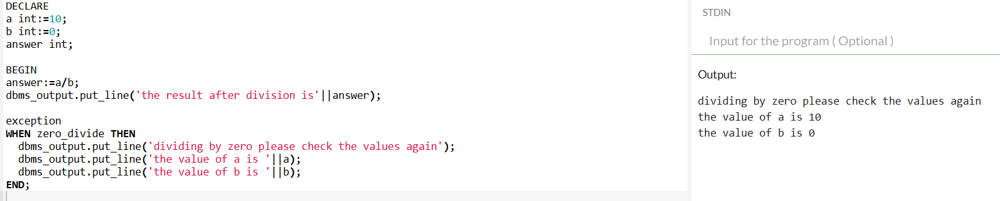 DECLARE
a int:=10;
b int:=0;
answer int;
BEGIN
answer:=a/b;
dbms_output.put_line('the result after division is'||answer);
exception
WHEN zero_divide THEN
dbms_output.put_line('dividing by zero please check the values again');
dbms_output.put_line('the value of a is '||a);
dbms_output.put_line('the value of b is '||b);
END;
STDIN
Input for the program ( Optional )
Output:
dividing by zero please check the values again
the value of a is 10
the value of b is 0